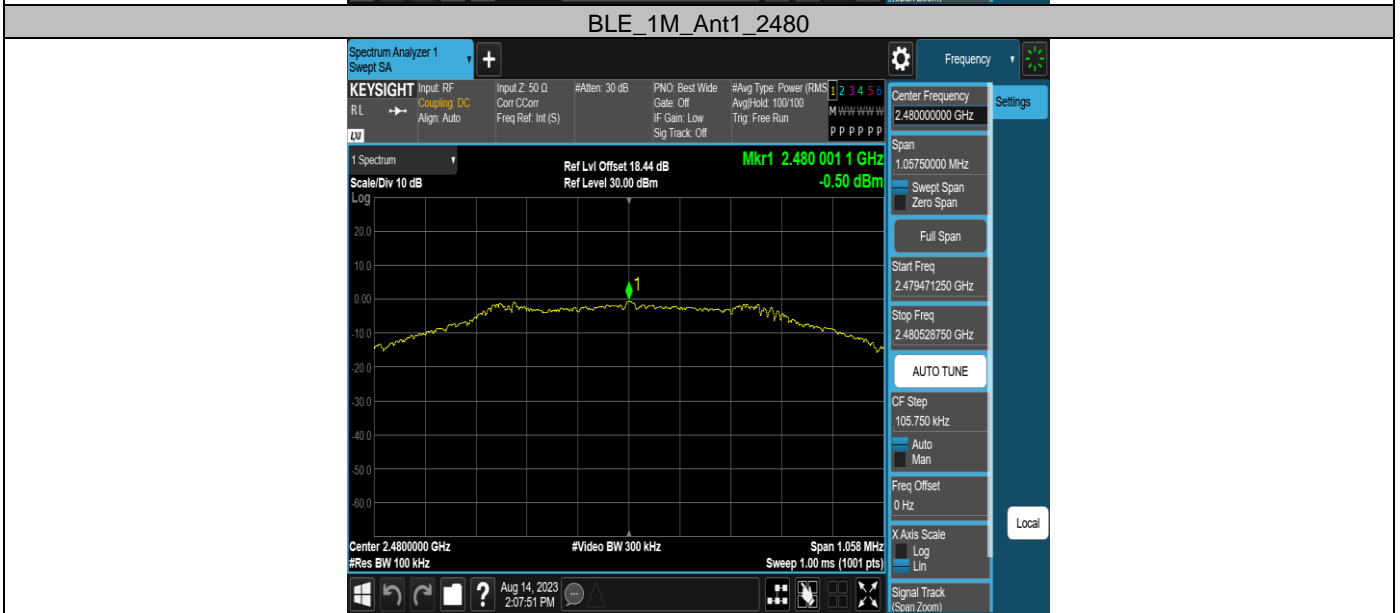 (Span Zoom)
BLE_1M_Ant1_2480
Spectrum Analyzer 1
Swept SA
+
Frequency
KEYSIGHT
RL
LXI
Input: RF
Coupling: DC
Align: Auto
Input Z: 50 Ω
Corr CCorr
Freq Ref: Int (S)
#Atten: 30 dB
PNO: Best Wide
Gate: Off
IF Gain: Low
Sig Track: Off
#Avg Type: Power (RMS
Avg|Hold: 100/100
Trig: Free Run
1 2 3 4 5 6
M W W W W W
P P P P P P
Center Frequency
2.480000000 GHz
Settings
Span
1.05750000 MHz
Swept Span
Zero Span
Full Span
Start Freq
2.479471250 GHz
Stop Freq
2.480528750 GHz
AUTO TUNE
CF Step
105.750 kHz
Auto
Man
Freq Offset
0 Hz
X Axis Scale
Log
Lin
Local
Signal Track
(Span Zoom)
1 Spectrum
Scale/Div 10 dB
Log
Ref Lvl Offset 18.44 dB
Ref Level 30.00 dBm
Mkr1 2.480 001 1 GHz
-0.50 dBm
20.0
10.0
0.00
-10.0
-20.0
-30.0
-40.0
-50.0
-60.0
1
Center 2.4800000 GHz
#Res BW 100 kHz
#Video BW 300 kHz
Span 1.058 MHz
Sweep 1.00 ms (1001 pts)
?
Aug 14, 2023
2:07:51 PM